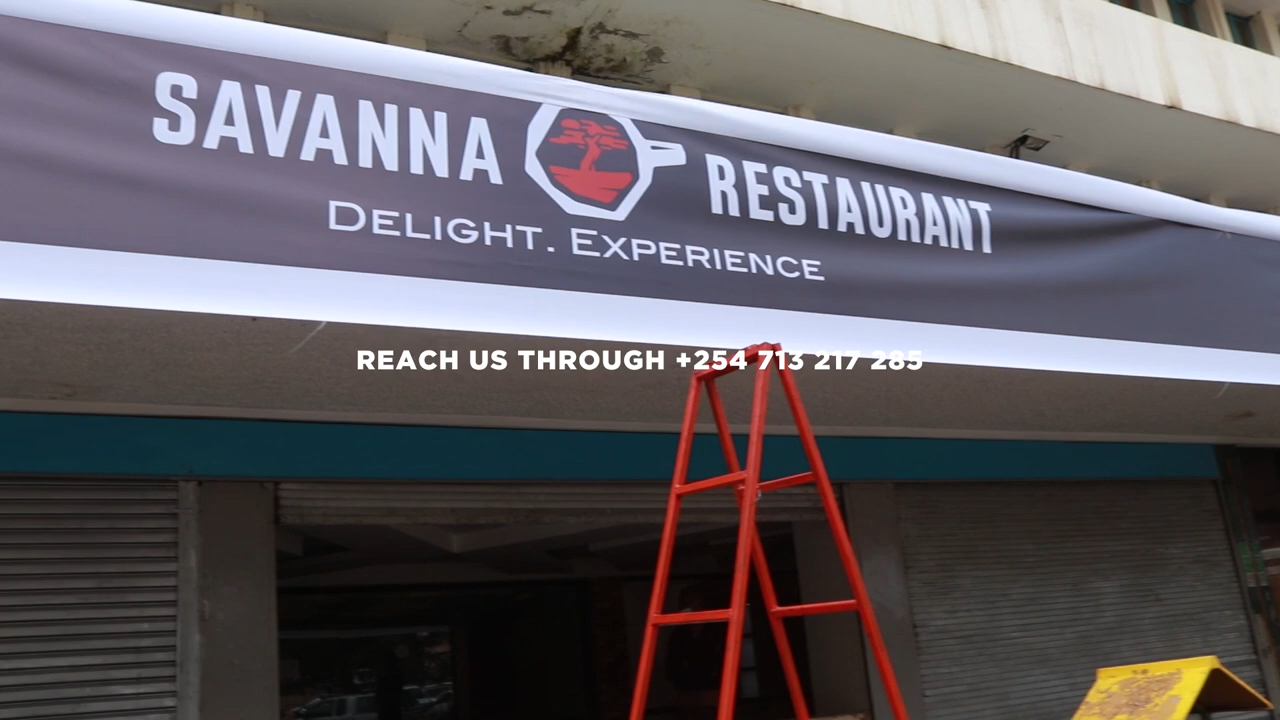 SAVANNA RESTAURANT
DELIGHT. EXPERIENCE
REACH US THROUGH +254 713 217 285